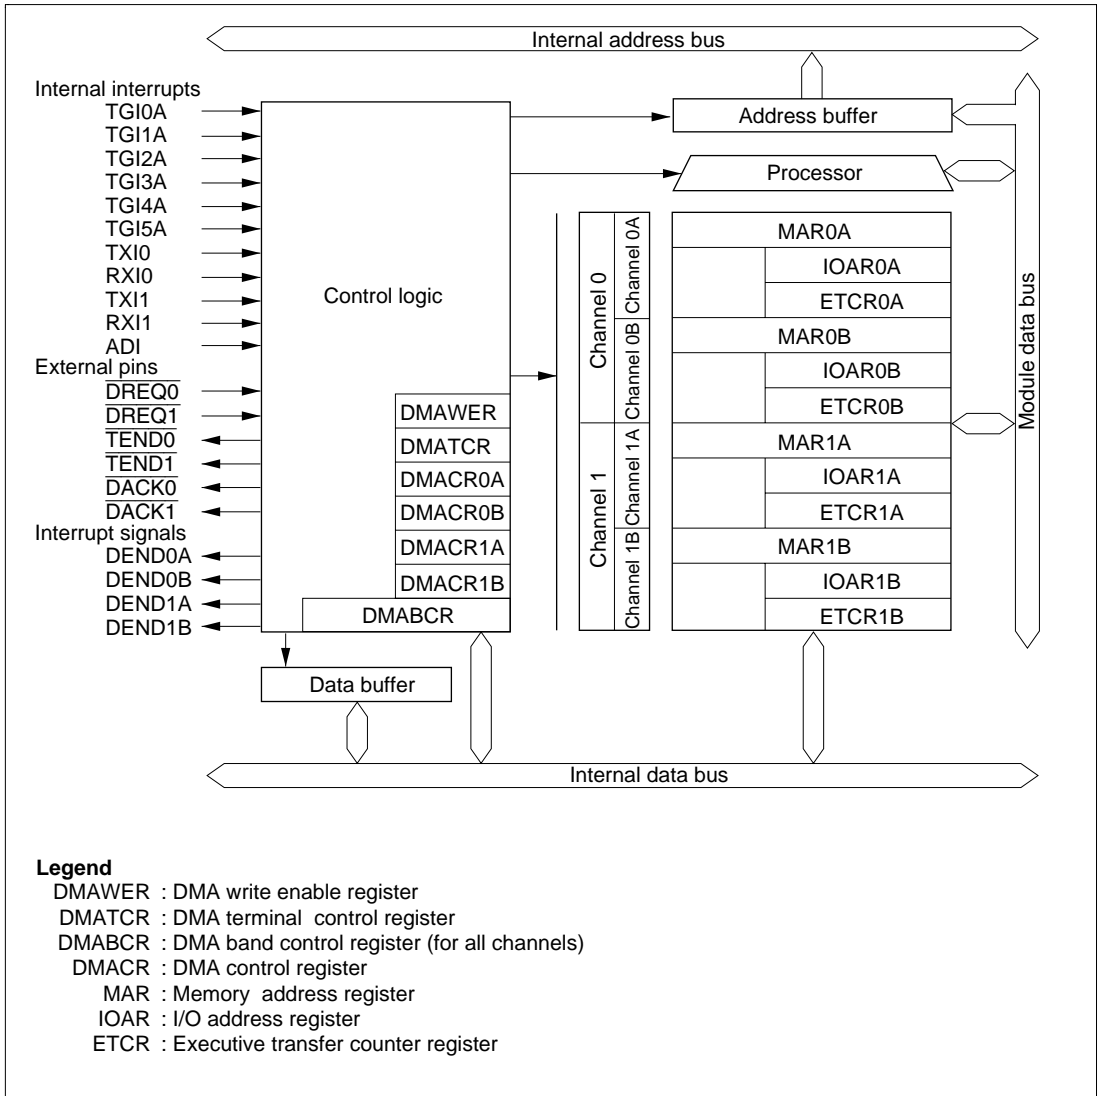 Internal address bus
Internal interrupts
TGI0A
TGI1A
TGI2A
TGI3A
TGI4A
TGI5A
TXI0
RXI0
TXI1
RXI1
ADI
External pins
DREQ0
DREQ1
TEND0
TEND1
DACK0
DACK1
Interrupt signals
DEND0A
DEND0B
DEND1A
DEND1B
Control logic
DMAWER
DMATCR
DMACR0A
DMACR0B
DMACR1A
DMACR1B
DMABCR
Data buffer
Address buffer
Processor
Channel 0
Channel 0A
Channel 0B
Channel 1
Channel 1A
Channel 1B
MAR0A
IOAR0A
ETCR0A
MAR0B
IOAR0B
ETCR0B
MAR1A
IOAR1A
ETCR1A
MAR1B
IOAR1B
ETCR1B
Module data bus
Internal data bus
Legend
DMAWER : DMA write enable register
DMATCR : DMA terminal control register
DMABCR : DMA band control register (for all channels)
DMACR : DMA control register
MAR : Memory address register
IOAR : I/O address register
ETCR : Executive transfer counter register